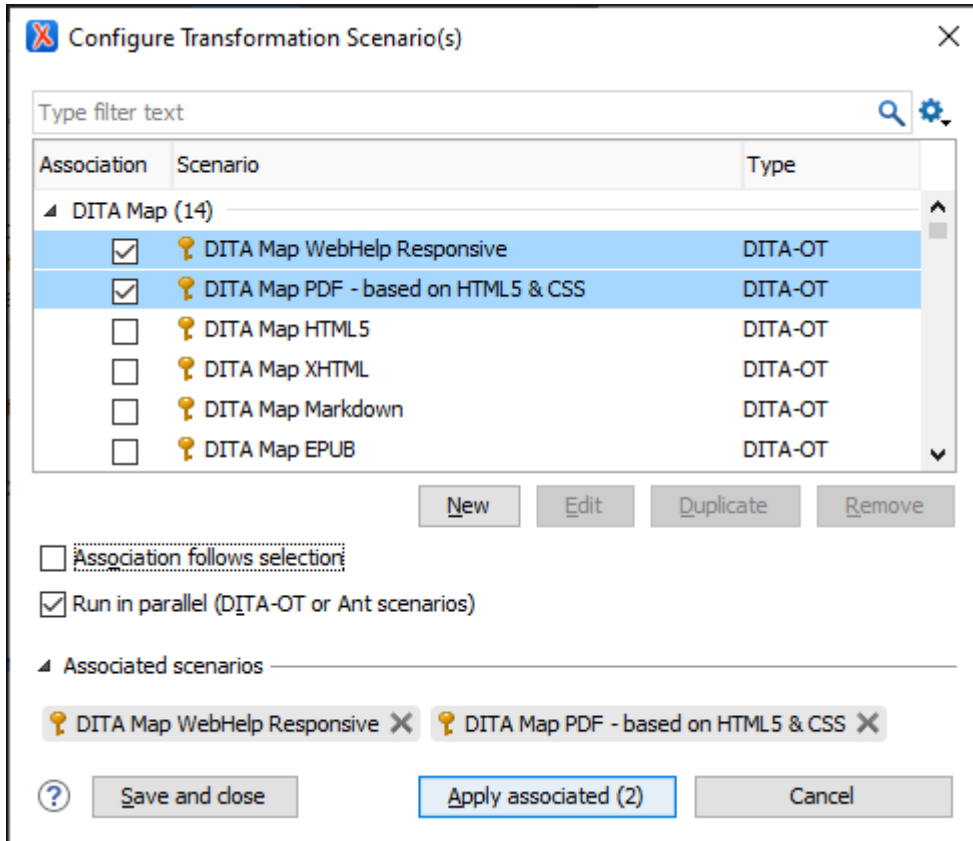 Configure Transformation Scenario(s)
Type filter text
Association Scenario Type
DITA Map (14)
DITA Map WebHelp Responsive DITA-OT
DITA Map PDF - based on HTML5 & CSS DITA-OT
DITA Map HTML5 DITA-OT
DITA Map XHTML DITA-OT
DITA Map Markdown DITA-OT
DITA Map EPUB DITA-OT
New Edit Duplicate Remove
Association follows selection
Run in parallel (DITA-OT or Ant scenarios)
Associated scenarios
DITA Map WebHelp Responsive DITA Map PDF - based on HTML5 & CSS
? Save and close Apply associated (2) Cancel